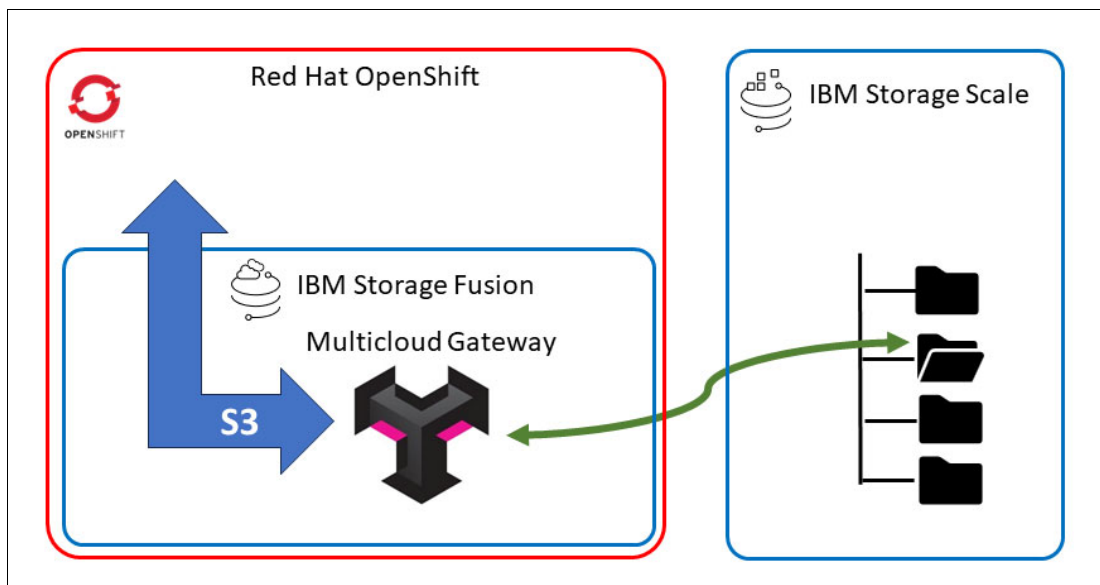 Red Hat OpenShift
OPENSHIFT
IBM Storage Scale
IBM Storage Fusion
Multicloud Gateway
S3